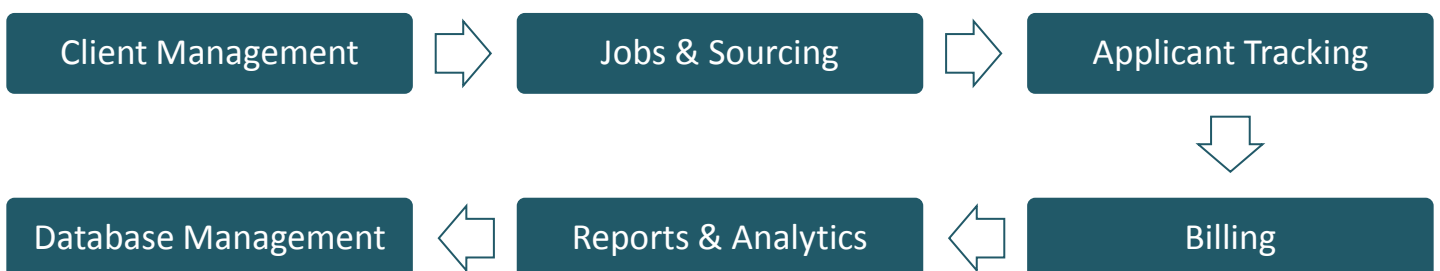 Client Management
Jobs & Sourcing
Applicant Tracking
Billing
Reports & Analytics
Database Management